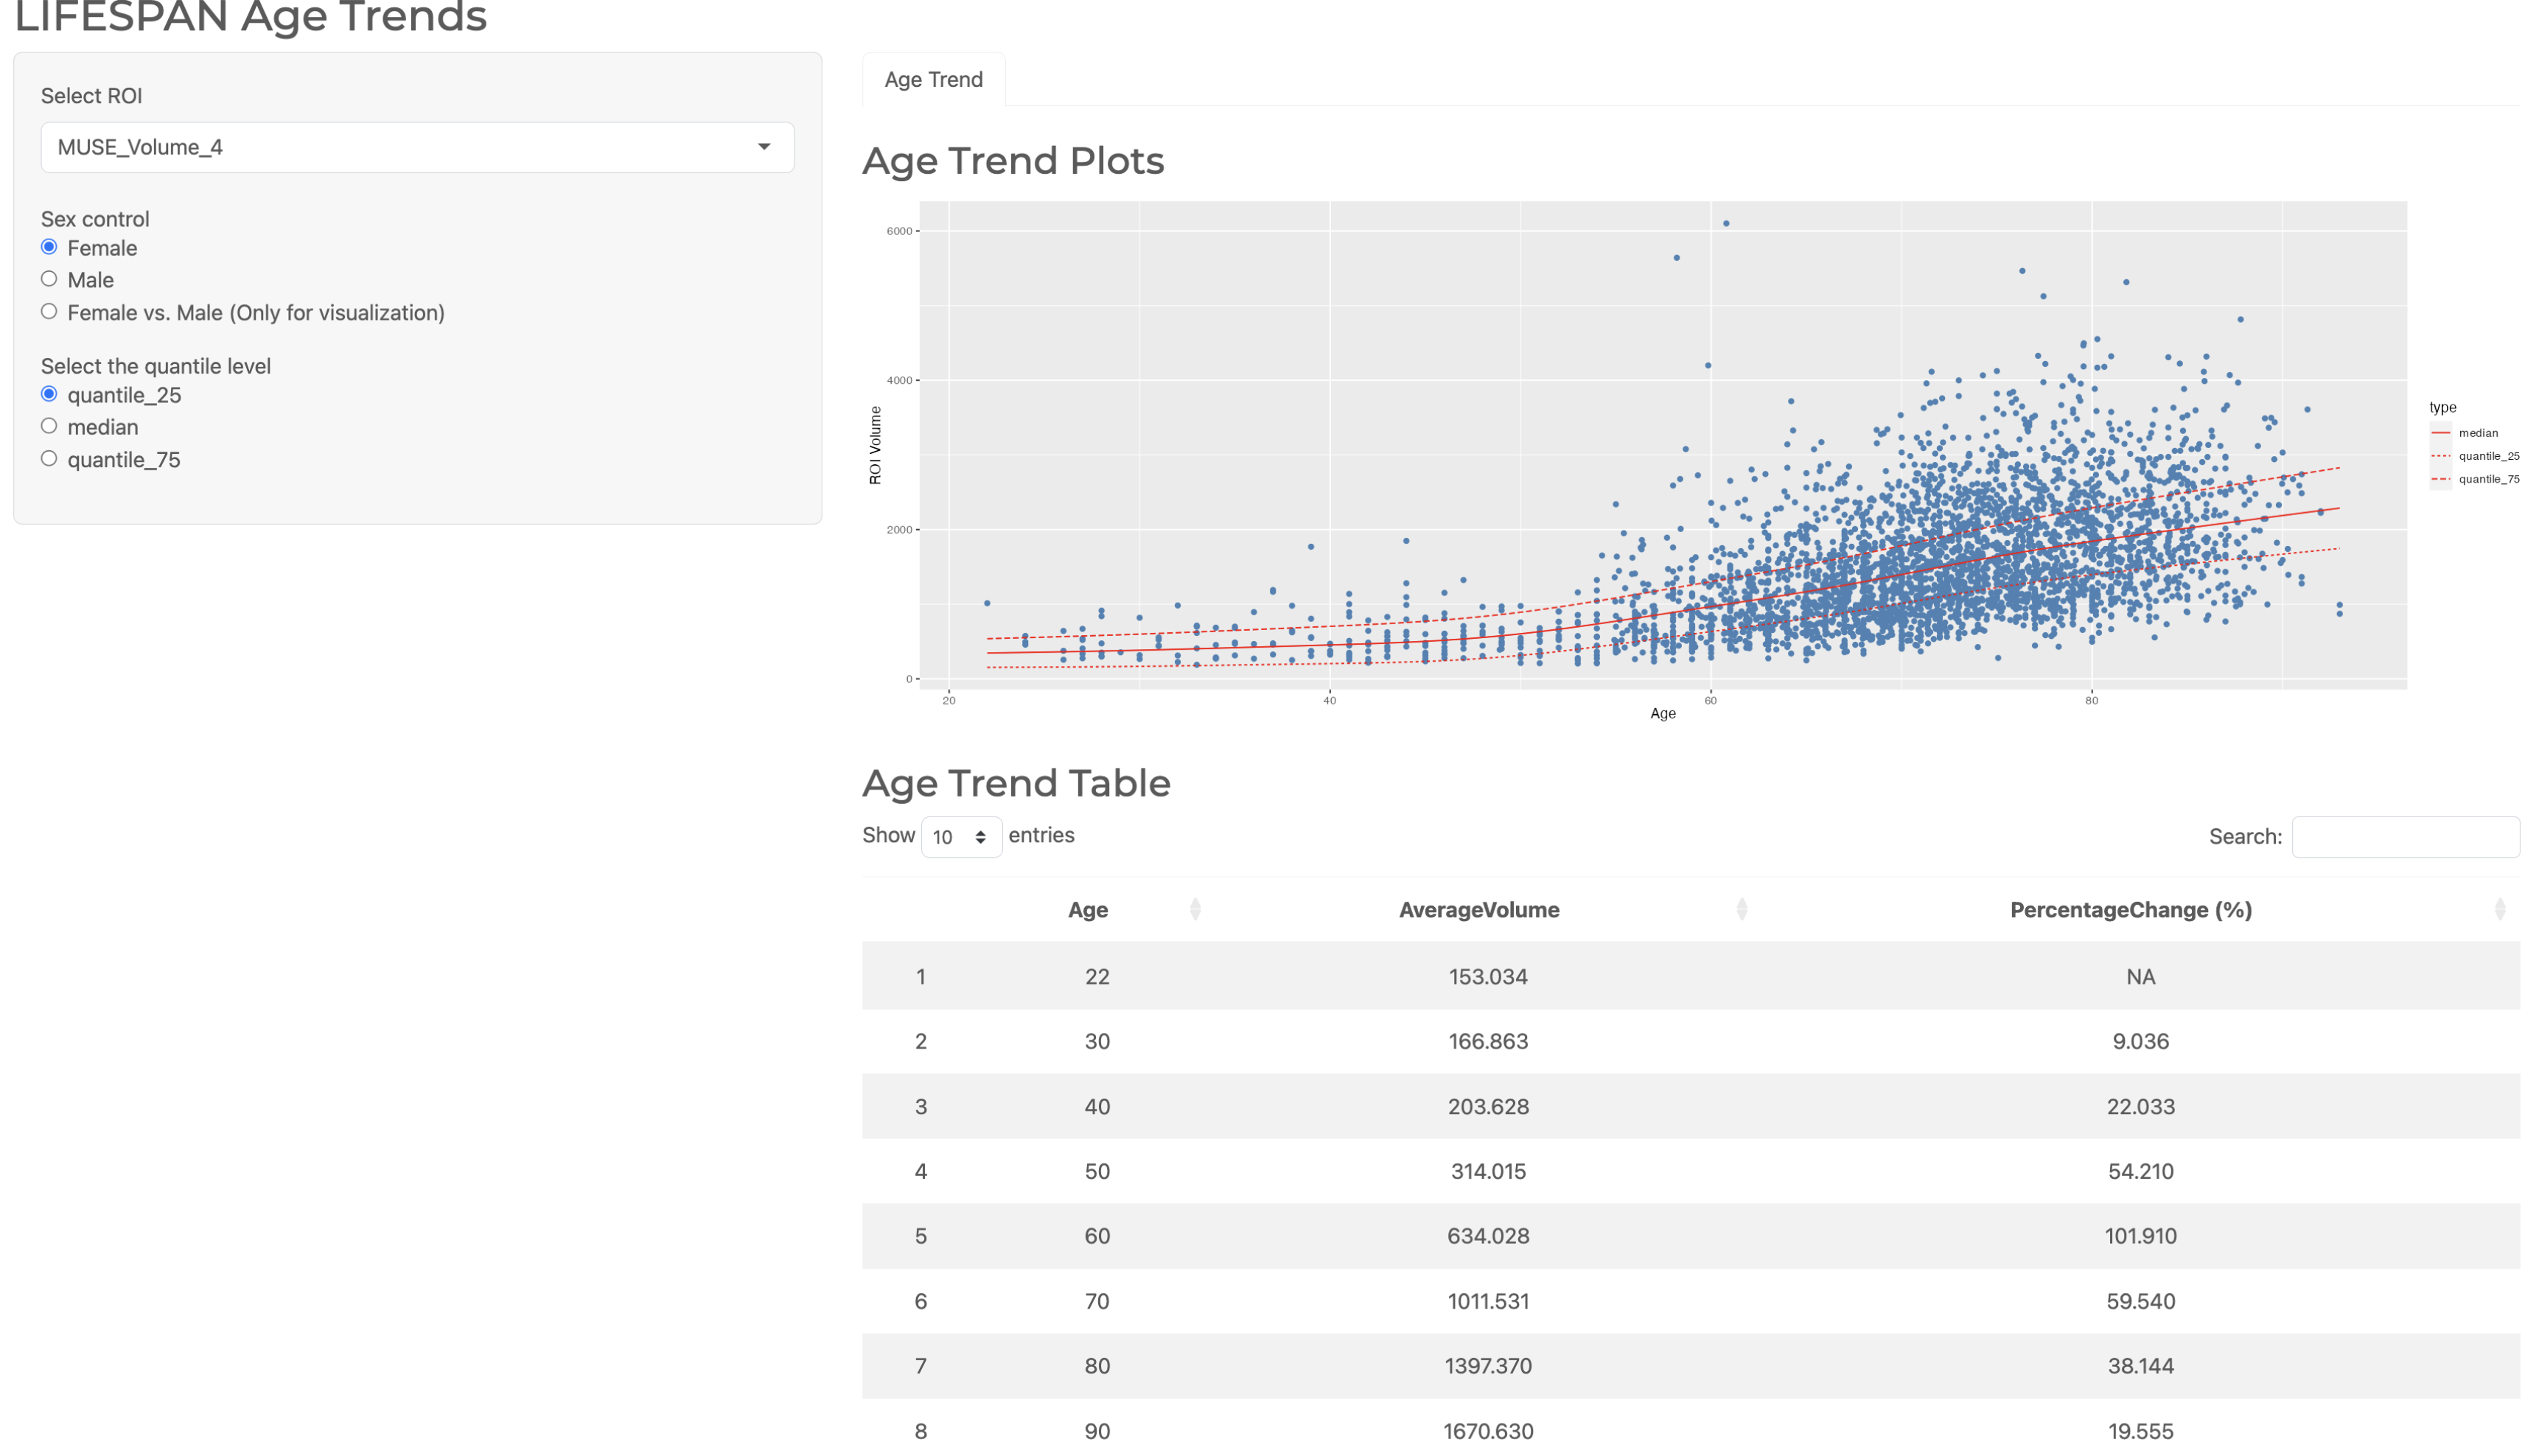 LIFESPAN Age Trends
Select ROI
MUSE_Volume_4
Sex control
Female
Male
Female vs. Male (Only for visualization)
Select the quantile level
quantile_25
median
quantile_75
Age Trend
Age Trend Plots
6000
4000
2000
0
ROI Volume
20 40 60 80
Age
type
median
quantile_25
quantile_75
Age Trend Table
Show 10 entries Search:
Age AverageVolume PercentageChange (%)
1 22 153.034 NA
2 30 166.863 9.036
3 40 203.628 22.033
4 50 314.015 54.210
5 60 634.028 101.910
6 70 1011.531 59.540
7 80 1397.370 38.144
8 90 1670.630 19.555